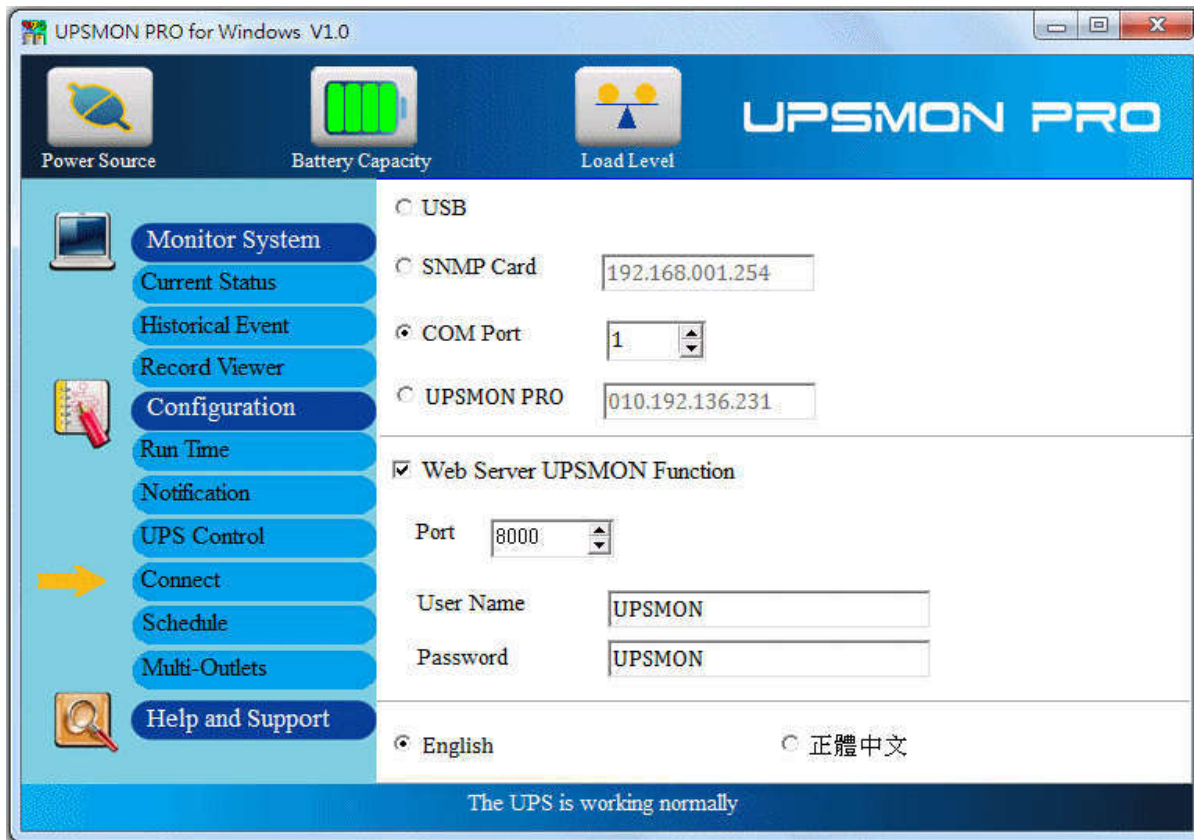 UPSMON PRO for Windows V1.0
UPSMON PRO
Power Source
Battery Capacity
Load Level
Monitor System
Current Status
Historical Event
Record Viewer
Configuration
Run Time
Notification
UPS Control
Connect
Schedule
Multi-Outlets
Help and Support
USB
SNMP Card 192.168.001.254
COM Port 1
UPSMON PRO 010.192.136.231
Web Server UPSMON Function
Port 8000
User Name UPSMON
Password UPSMON
English 正體中文
The UPS is working normally